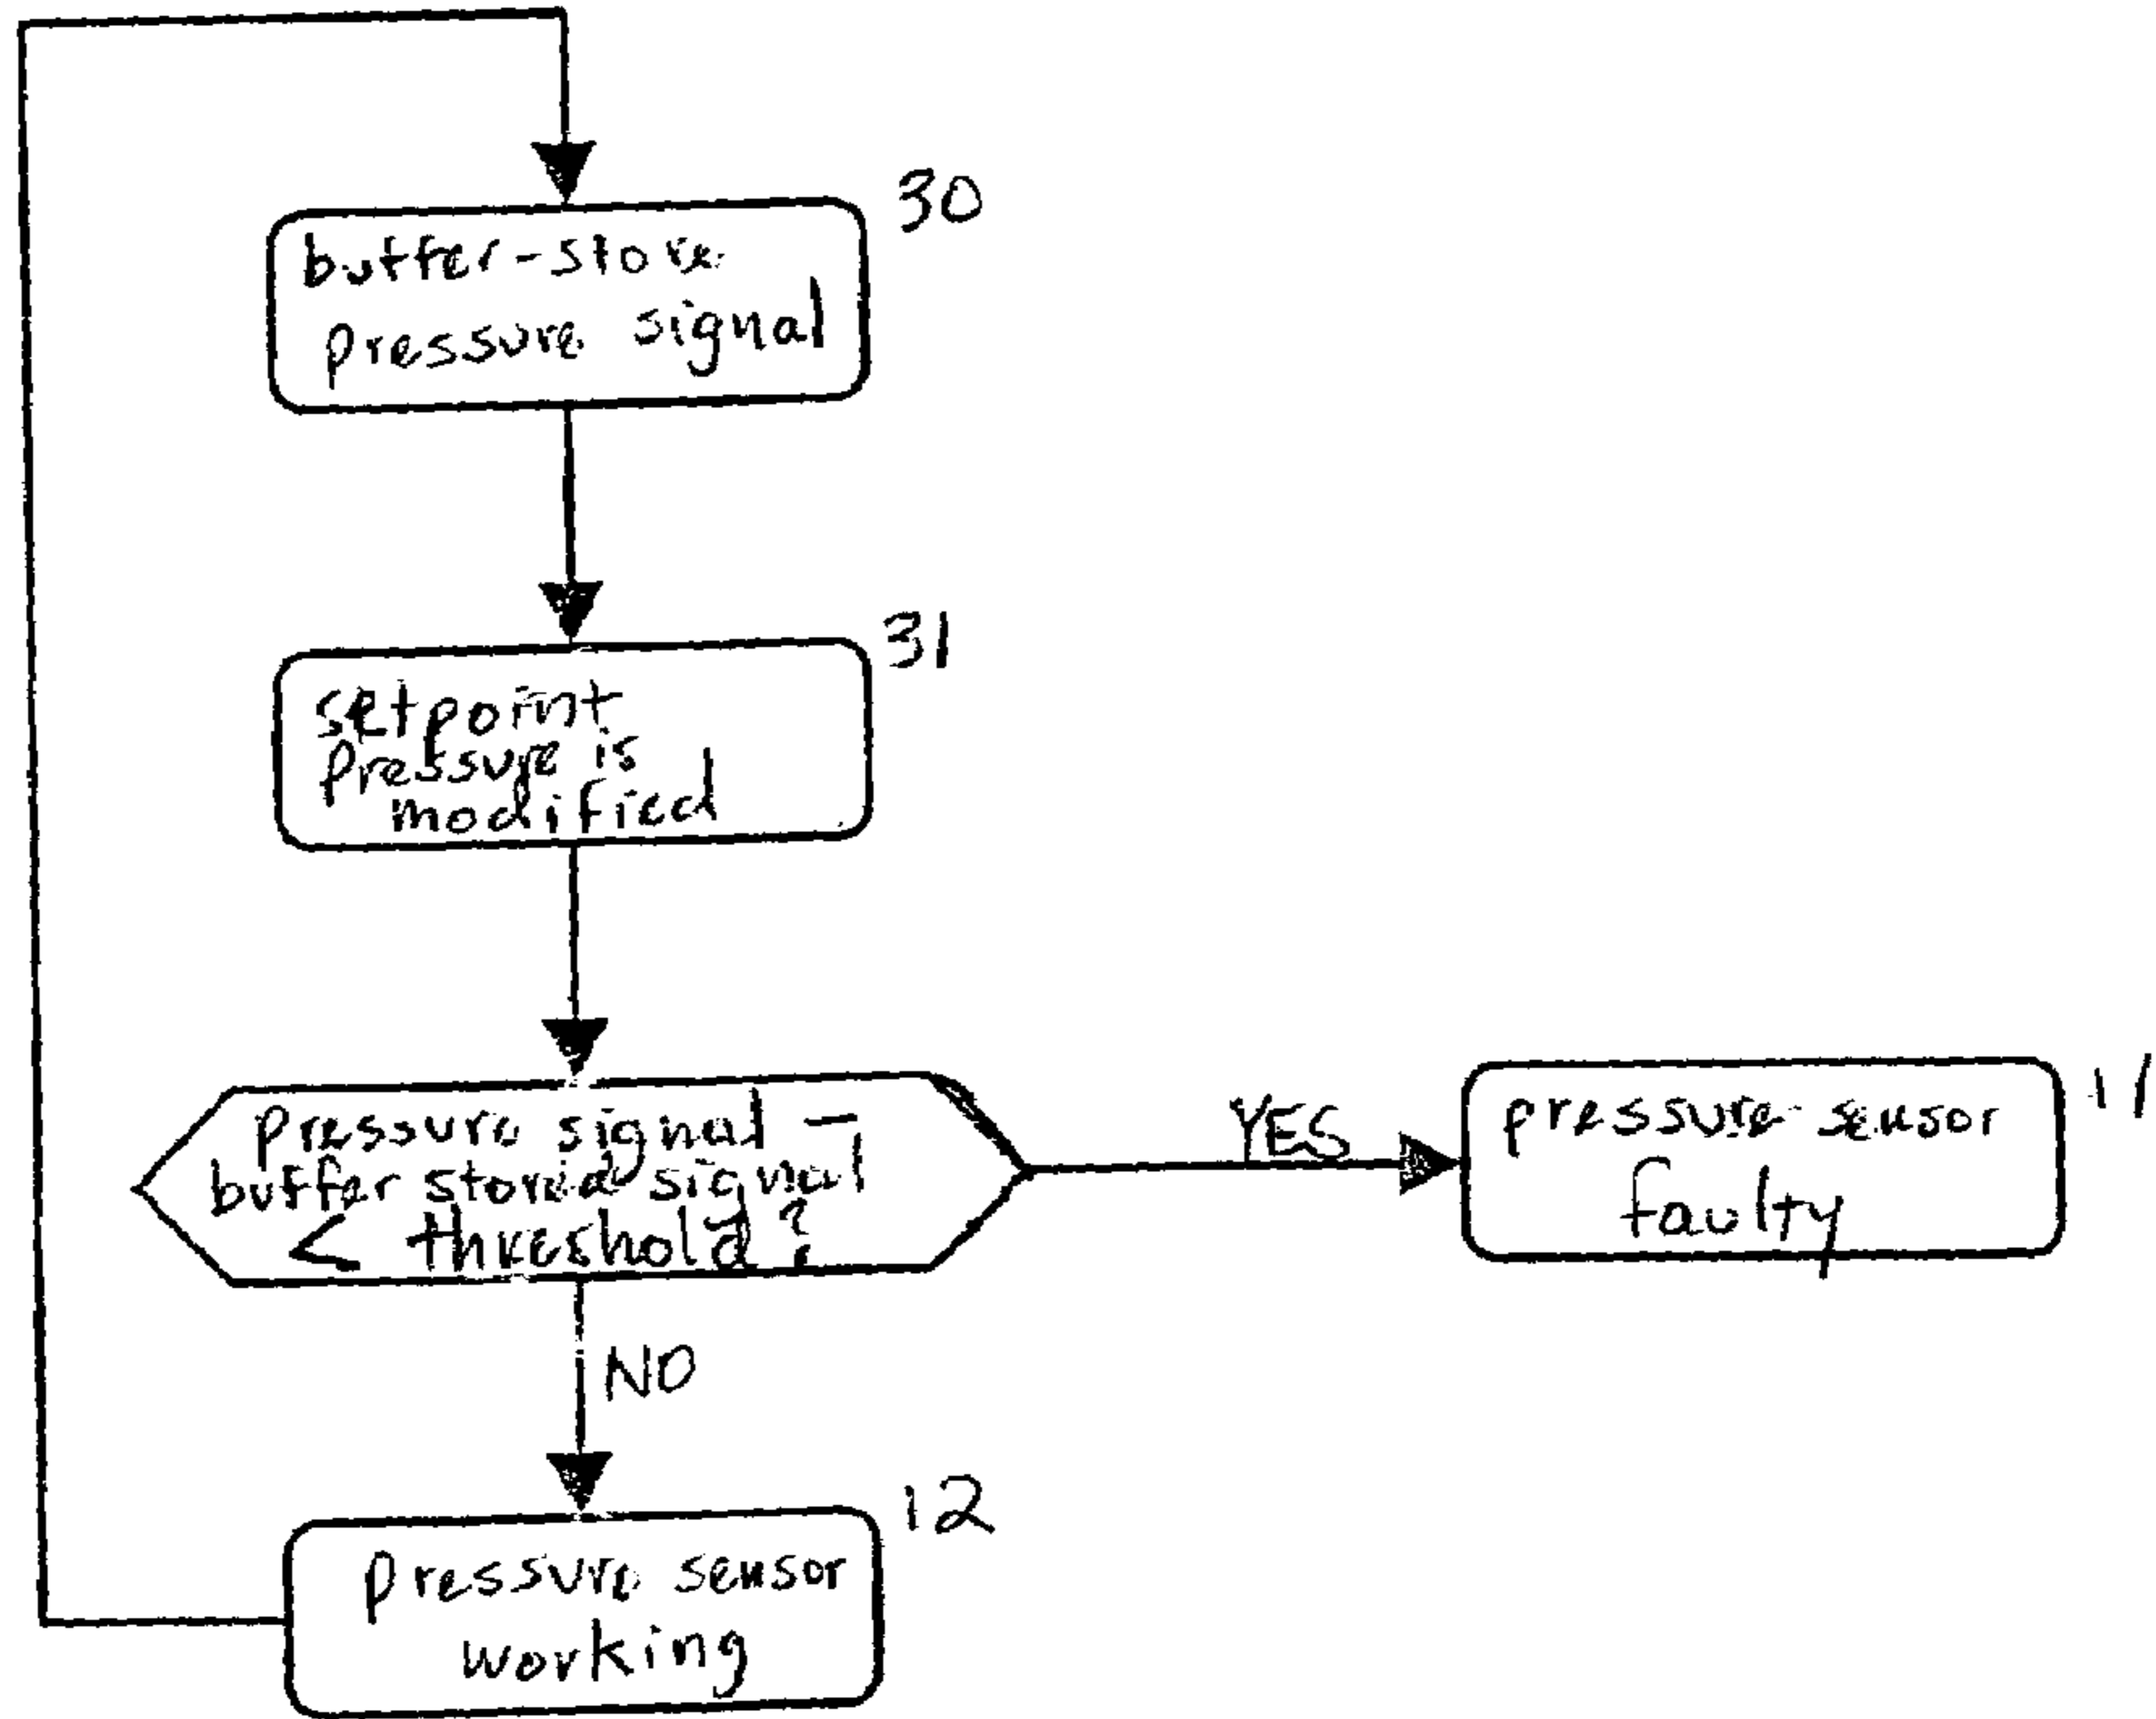 30
buffer-store
pressure signal
31
setpoint
pressure is
modified
pressure signal –
buffer stored signal
< threshold?
YES
11
pressure sensor
faulty
NO
12
pressure sensor
working